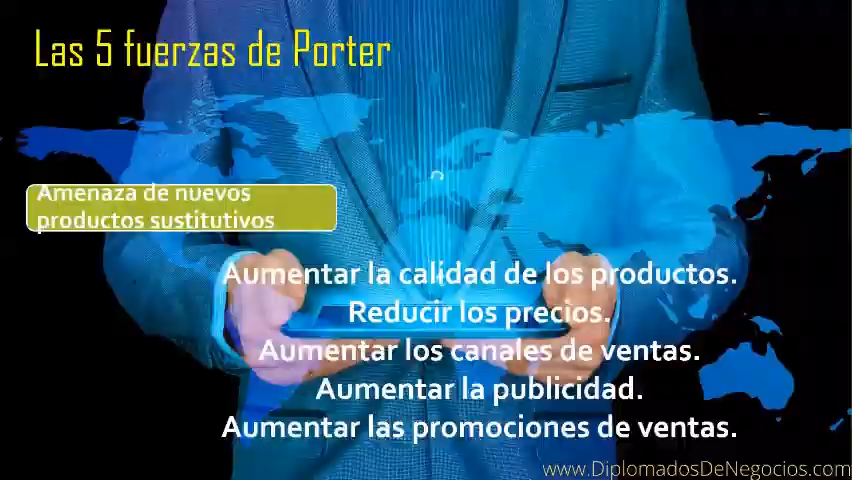 Las 5 fuerzas de Porter
Amenaza de nuevos
productos sustitutivos
Aumentar la calidad de los productos.
Reducir los precios.
Aumentar los canales de ventas.
Aumentar la publicidad.
Aumentar las promociones de ventas.
www.DiplomadosDeNegocios.com